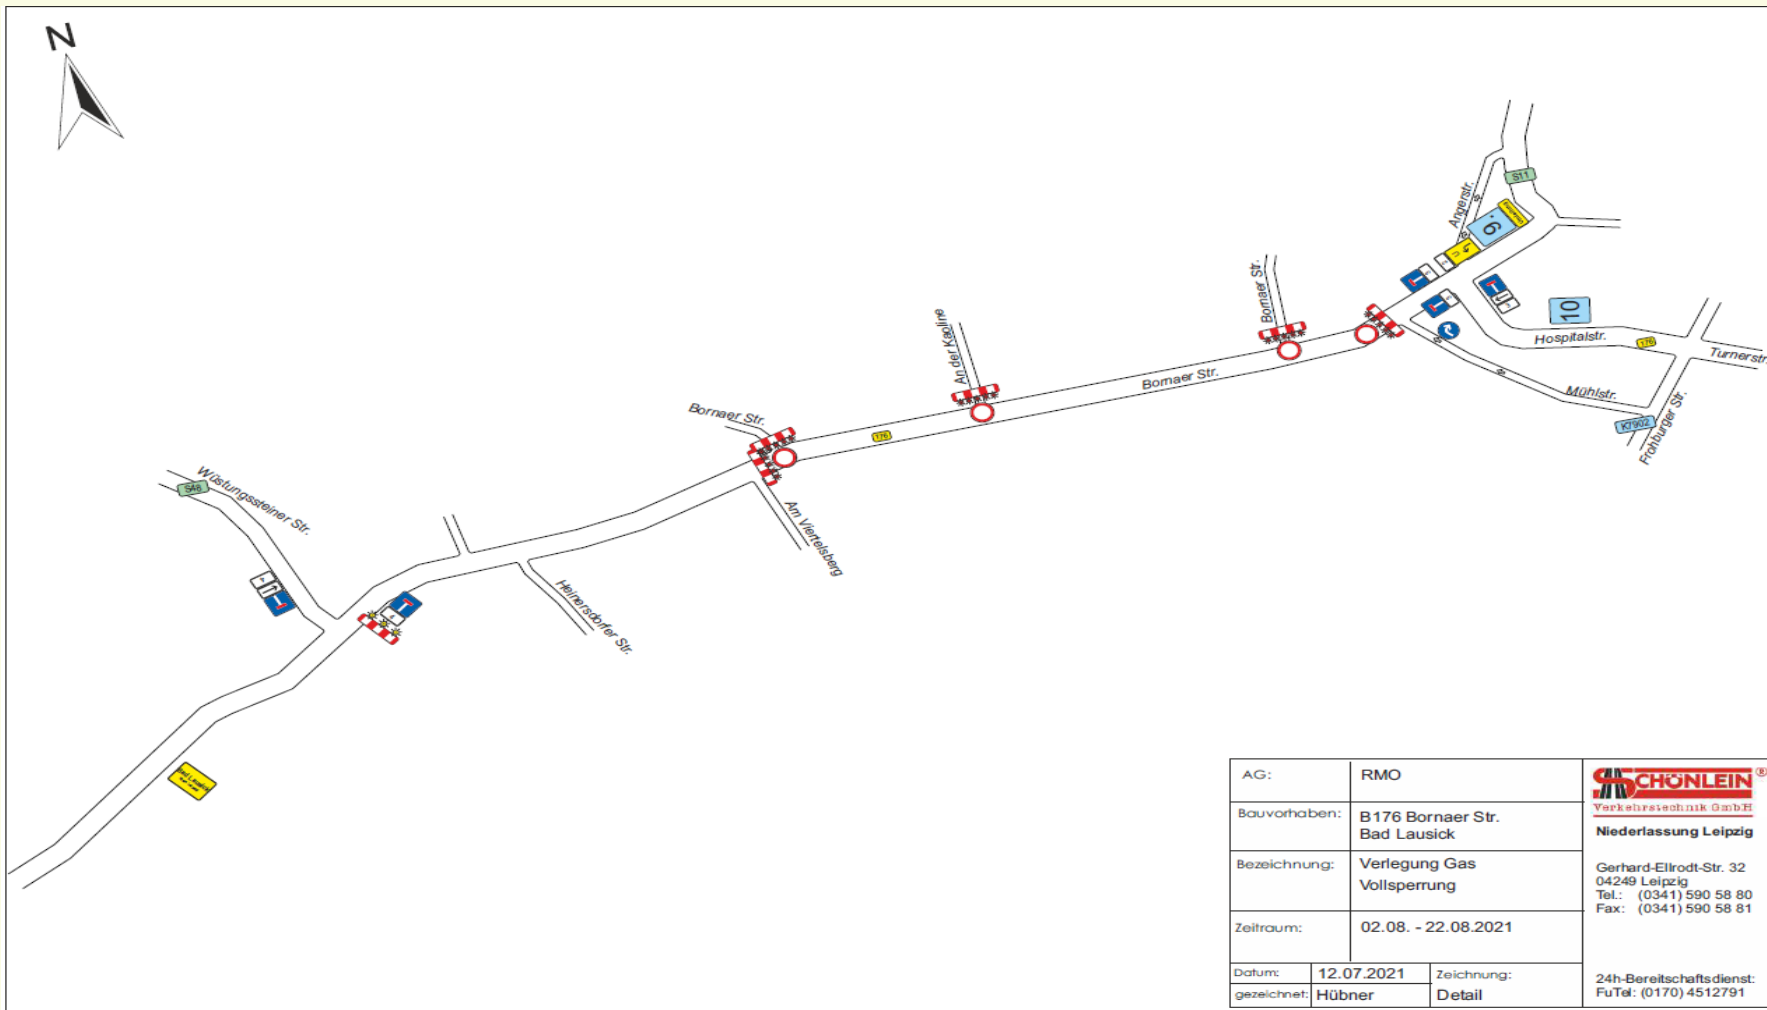 N
S11
Angerstr.
Umleitung
9.
Bornaer Str.
10
An der Kaoline
Hospitalstr.
176
Turnerstr.
Bornaer Str.
Mühlstr.
K7902
Frohburger Str.
Bornaer Str.
176
Wüstungssteiner Str.
S48
Am Viertelsberg
Heinersdorfer Str.
Bad Lausick
AG: RMO
Bauvorhaben: B176 Bornaer Str.
Bad Lausick
Bezeichnung: Verlegung Gas
Vollsperrung
Zeitraum: 02.08. - 22.08.2021
Datum: 12.07.2021 Zeichnung:
gezeichnet: Hübner Detail
SCHÖNLEIN ®
Verkehrstechnik GmbH
Niederlassung Leipzig
Gerhard-Ellrodt-Str. 32
04249 Leipzig
Tel.: (0341) 590 58 80
Fax: (0341) 590 58 81
24h-Bereitschaftsdienst:
FuTel: (0170) 4512791